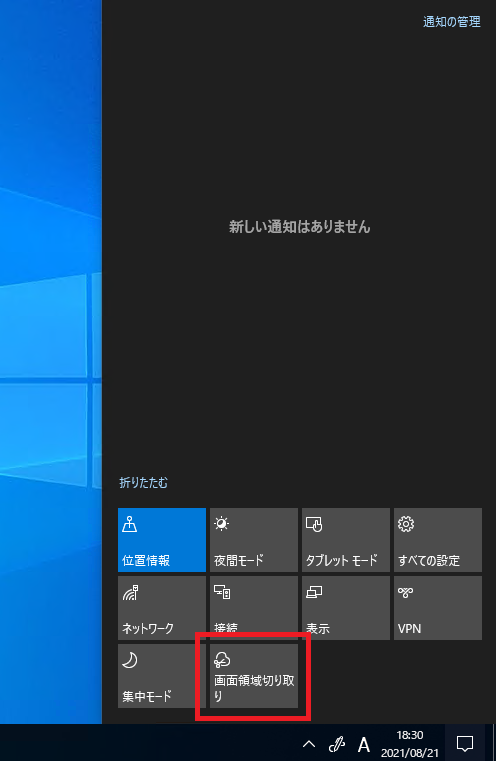 通知の管理
新しい通知はありません
折りたたむ
位置情報
夜間モード
タブレット モード
すべての設定
ネットワーク
接続
表示
VPN
集中モード
画面領域切り取
り
A
18:30
2021/08/21